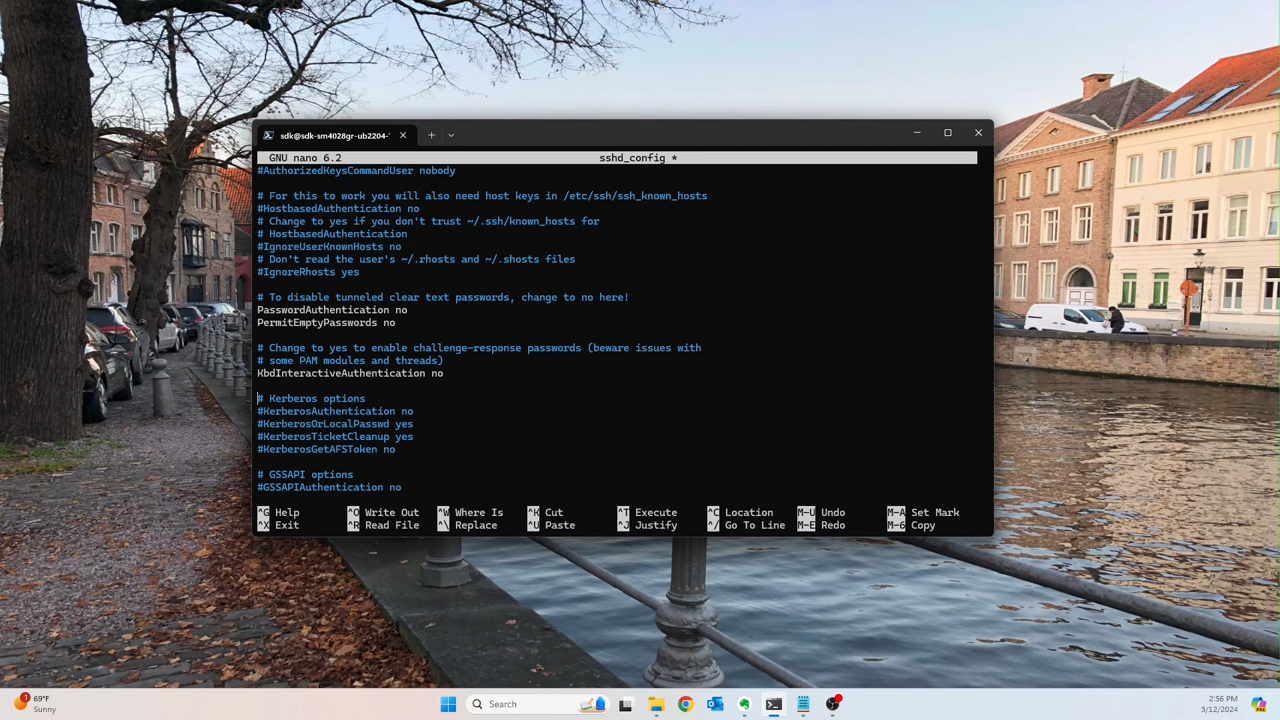 sdk@sdk-sm4028gr-ub2204-
GNU nano 6.2 sshd_config *
#AuthorizedKeysCommandUser nobody
# For this to work you will also need host keys in /etc/ssh/ssh_known_hosts
#HostbasedAuthentication no
# Change to yes if you don't trust ~/.ssh/known_hosts for
# HostbasedAuthentication
#IgnoreUserKnownHosts no
# Don't read the user's ~/.rhosts and ~/.shosts files
#IgnoreRhosts yes
# To disable tunneled clear text passwords, change to no here!
PasswordAuthentication no
PermitEmptyPasswords no
# Change to yes to enable challenge-response passwords (beware issues with
# some PAM modules and threads)
KbdInteractiveAuthentication no
# Kerberos options
#KerberosAuthentication no
#KerberosOrLocalPasswd yes
#KerberosTicketCleanup yes
#KerberosGetAFSToken no
# GSSAPI options
#GSSAPIAuthentication no
^G Help ^O Write Out ^W Where Is ^K Cut ^T Execute ^C Location M-U Undo M-A Set Mark
^X Exit ^R Read File ^\ Replace ^U Paste ^J Justify ^/ Go To Line M-E Redo M-6 Copy
1
69°F
Sunny
Search
2:56 PM
3/12/2024